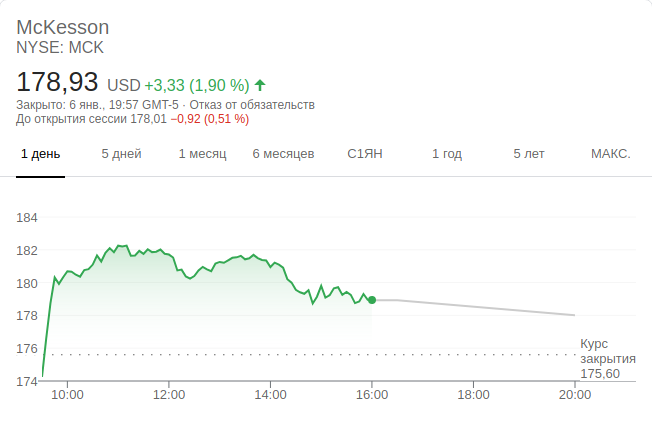 McKesson
NYSE: MCK
178,93 USD +3,33 (1,90 %)
Закрыто: 6 янв., 19:57 GMT-5 · Отказ от обязательств
До открытия сессии 178,01 −0,92 (0,51 %)
1 день 5 дней 1 месяц 6 месяцев С1ЯН 1 год 5 лет МАКС.
184
182
180
178
176
174
Курс
закрытия
175,60
10:00 12:00 14:00 16:00 18:00 20:00